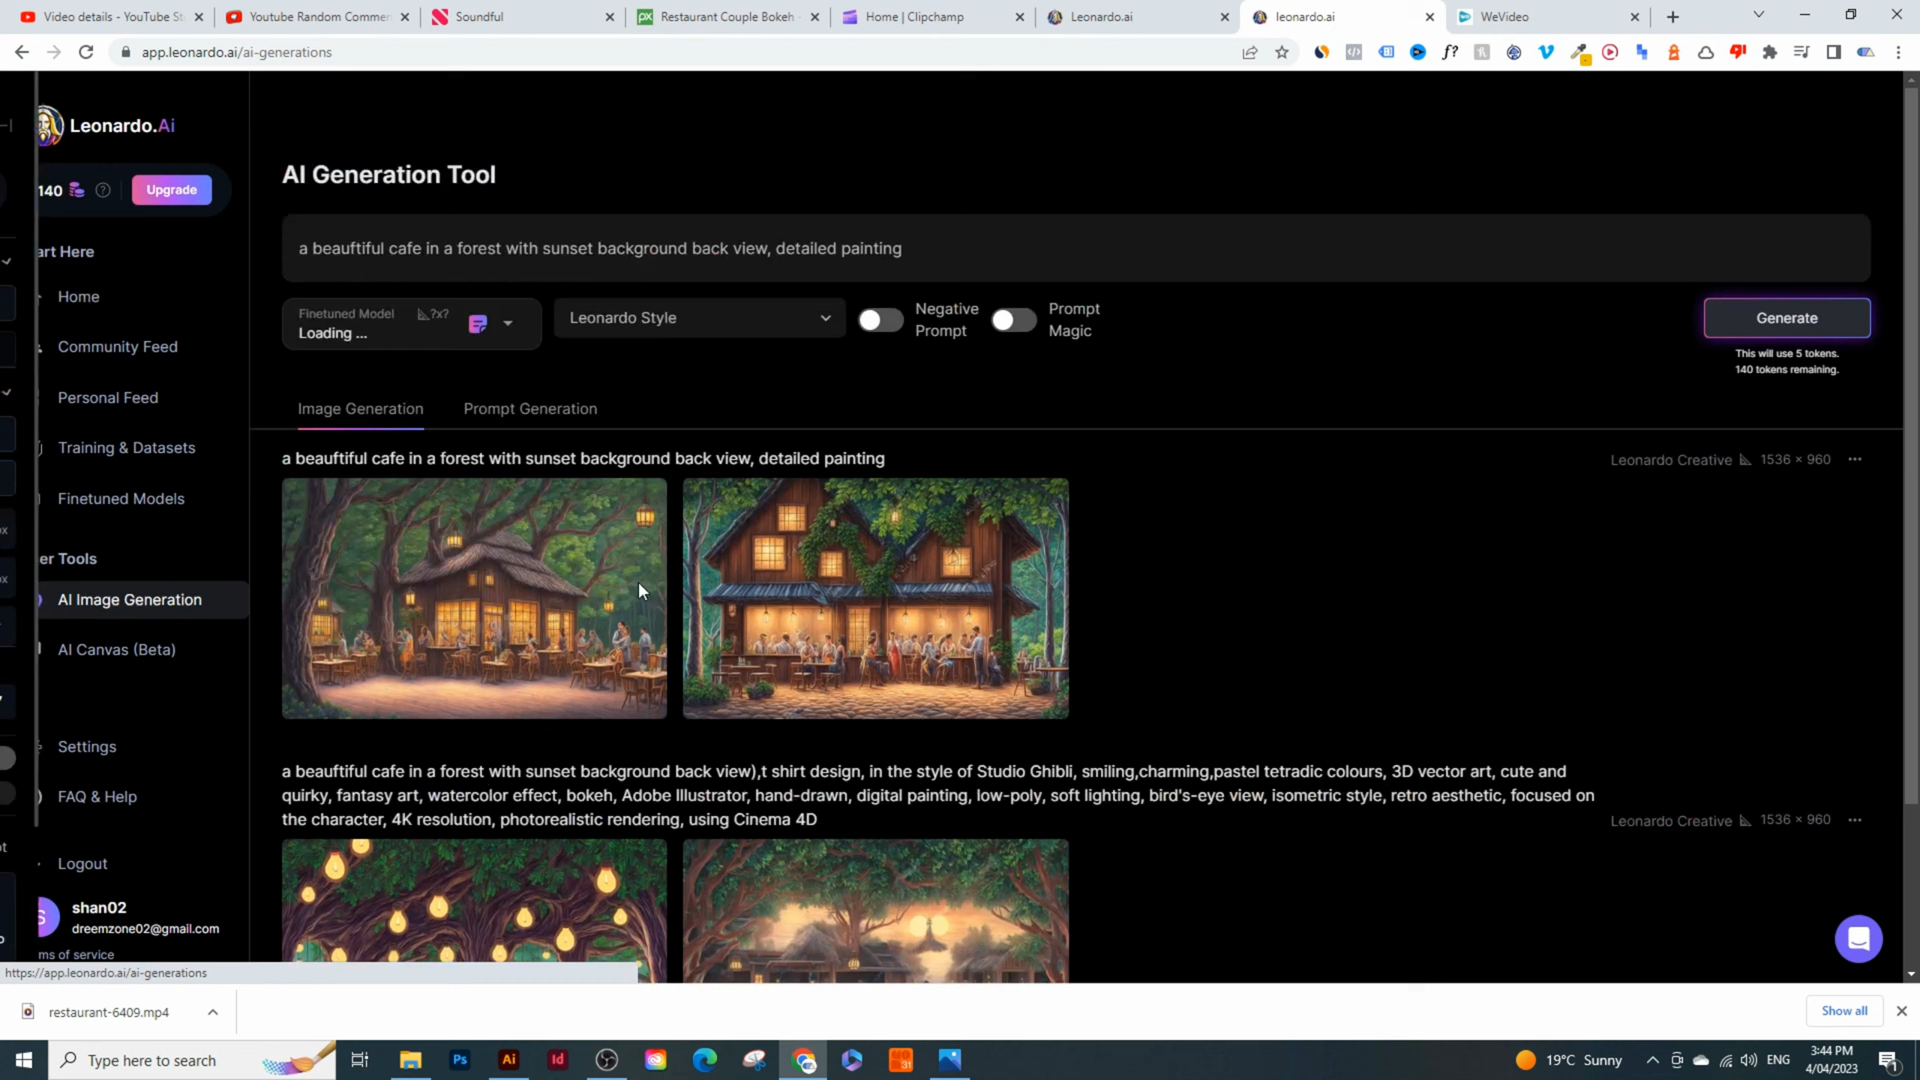 Video details - YouTube St
Youtube Random Commen
Soundful
Restaurant Couple Bokeh
Home | Clipchamp
Leonardo.ai
leonardo.ai
WeVideo
app.leonardo.ai/ai-generations
Leonardo.Ai
140
Upgrade
art Here
Home
Community Feed
Personal Feed
Training & Datasets
Finetuned Models
er Tools
AI Image Generation
AI Canvas (Beta)
Settings
FAQ & Help
Logout
shan02
dreemzone02@gmail.com
ms of service
https://app.leonardo.ai/ai-generations
AI Generation Tool
a beauftiful cafe in a forest with sunset background back view, detailed painting
Finetuned Model
?x?
Loading ...
Leonardo Style
Negative
Prompt
Prompt
Magic
Generate
This will use 5 tokens.
140 tokens remaining.
Image Generation
Prompt Generation
a beauftiful cafe in a forest with sunset background back view, detailed painting
Leonardo Creative
1536 × 960
a beauftiful cafe in a forest with sunset background back view),t shirt design, in the style of Studio Ghibli, smiling,charming,pastel tetradic colours, 3D vector art, cute and
quirky, fantasy art, watercolor effect, bokeh, Adobe Illustrator, hand-drawn, digital painting, low-poly, soft lighting, bird's-eye view, isometric style, retro aesthetic, focused on
the character, 4K resolution, photorealistic rendering, using Cinema 4D
Leonardo Creative
1536 × 960
restaurant-6409.mp4
Show all
Type here to search
19°C Sunny
ENG
3:44 PM
4/04/2023